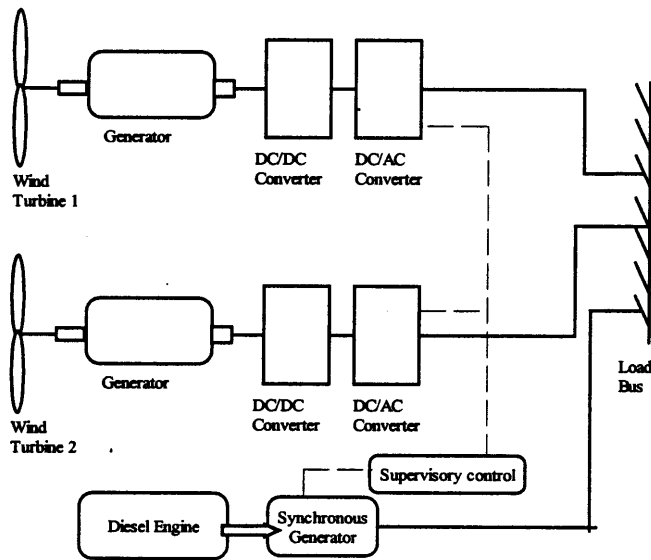 Generator
DC/DC
Converter
DC/AC
Converter
Wind
Turbine 1
Generator
DC/DC
Converter
DC/AC
Converter
Load
Bus
Wind
Turbine 2
Supervisory control
Diesel Engine
Synchronous
Generator